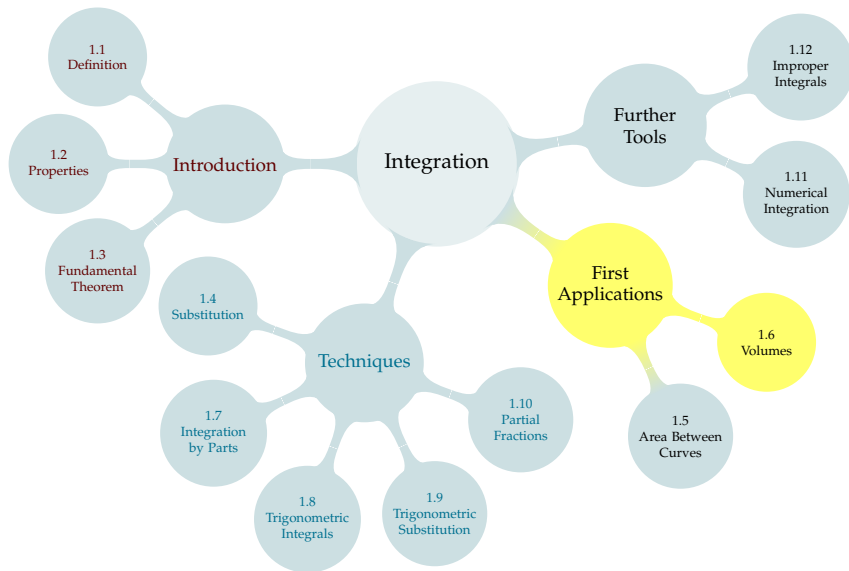 Integration
Introduction
1.1
Definition
1.2
Properties
1.3
Fundamental
Theorem
Techniques
1.4
Substitution
1.7
Integration
by Parts
1.8
Trigonometric
Integrals
1.9
Trigonometric
Substitution
1.10
Partial
Fractions
First
Applications
1.5
Area Between
Curves
1.6
Volumes
Further
Tools
1.11
Numerical
Integration
1.12
Improper
Integrals